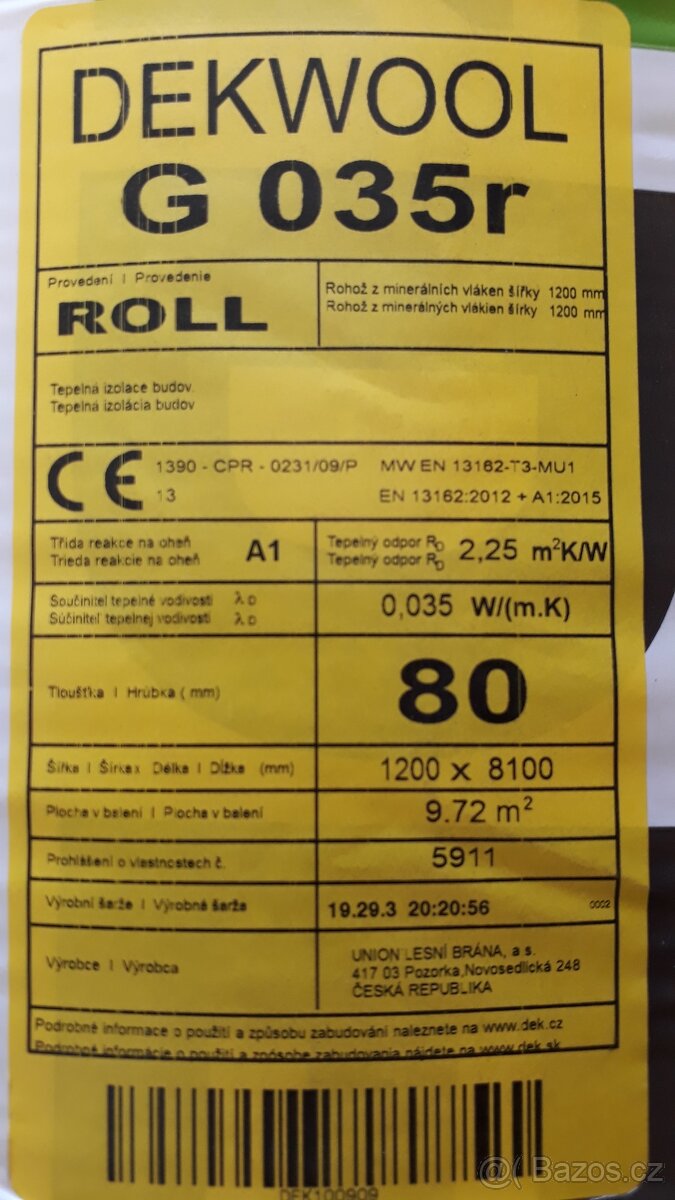 DEKWOOL
G 035r
Provedení I Provedenie
ROLL
Rohož z minerálních vláken šířky 1200 mm
Rohož z minerálných vlákien šírky 1200 mm
Tepelná izolace budov.
Tepelná izolácia budov
CE
1390 - CPR - 0231/09/P
13
MW EN 13162-T3-MU1
EN 13162:2012 + A1:2015
Třída reakce na oheň
Trieda reakcie na oheň
A1
Tepelný odpor RD
Tepelný odpor RD
2,25 m²K/W
Součinitel tepelné vodivosti λ D
Súčiniteľ tepelnej vodivosti λ D
0,035 W/(m.K)
Tloušťka I Hrúbka ( mm)
80
Šířka I Šírka x Délka I Dĺžka (mm)
1200 x 8100
Plocha v balení I Plocha v balení
9.72 m²
Prohlášení o vlastnostech č.
5911
Výrobní šarže I Výrobná šarža
19.29.3 20:20:56
0002
Výrobce I Výrobca
UNION LESNÍ BRÁNA, a s.
417 03 Pozorka,Novosedlická 248
ČESKÁ REPUBLIKA
Podrobné informace o použití a způsobu zabudování naleznete na www.dek.cz
Podrobné informácie o použití a zpósobe zabudovania nájdete na www.dek.sk
DEK100909
@ Bazos.cz